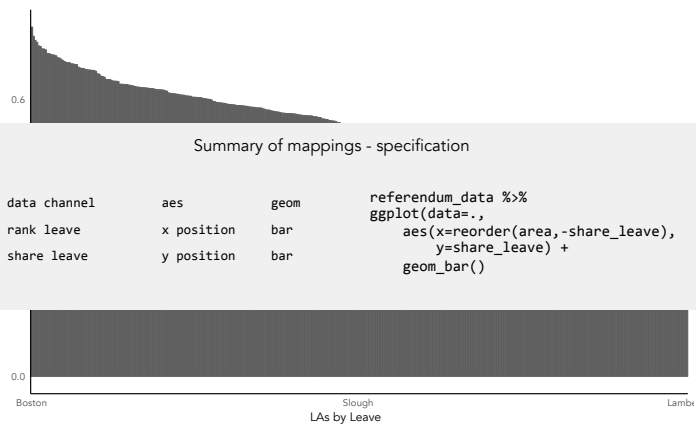 0.6
Summary of mappings - specification
data channel aes geom
rank leave x position bar
share leave y position bar
referendum_data %>%
ggplot(data=.,
aes(x=reorder(area,-share_leave),
y=share_leave) +
geom_bar()
0.0
Boston Slough Lambe
LAs by Leave